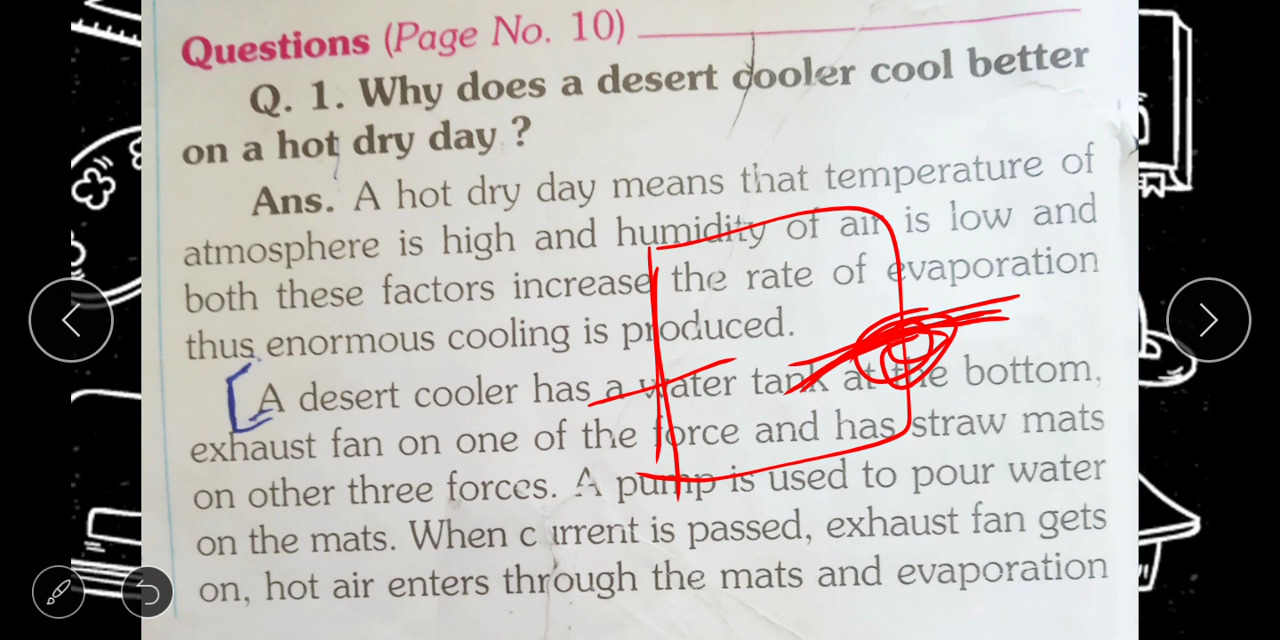 Questions (Page No. 10)
Q. 1. Why does a desert cooler cool better
on a hot dry day ?
Ans. A hot dry day means that temperature of
atmosphere is high and humidity of air is low and
both these factors increase the rate of evaporation
thus enormous cooling is produced.
A desert cooler has a water tank at the bottom,
exhaust fan on one of the force and has straw mats
on other three forces. A pump is used to pour water
on the mats. When current is passed, exhaust fan gets
on, hot air enters through the mats and evaporation